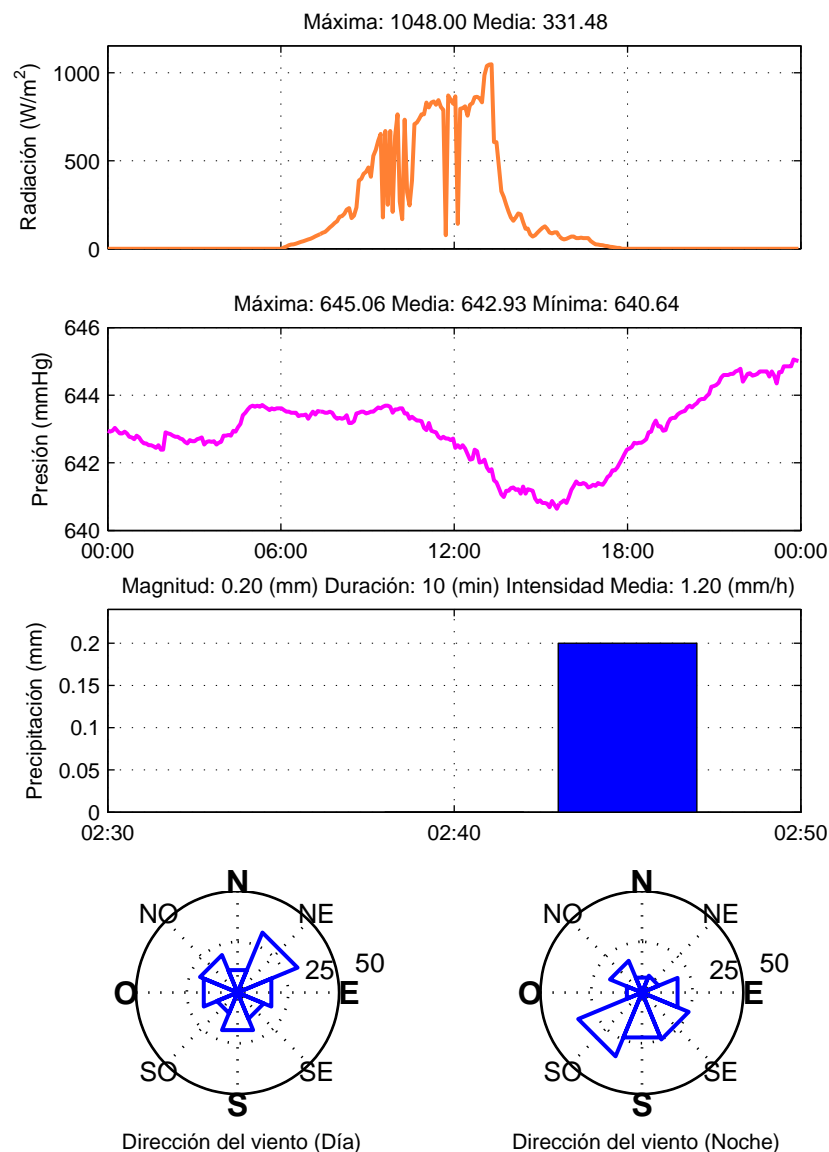 Máxima: 1048.00 Media: 331.48
1000
500
0
Radiación (W/m²)
Máxima: 645.06 Media: 642.93 Mínima: 640.64
646
644
642
640
Presión (mmHg)
00:00 06:00 12:00 18:00 00:00
Magnitud: 0.20 (mm) Duración: 10 (min) Intensidad Media: 1.20 (mm/h)
0.2
0.15
0.1
0.05
0
Precipitación (mm)
02:30 02:40 02:50
N
NO NE
25 50
O E
SO SE
S
Dirección del viento (Día)
N
NO NE
25 50
O E
SO SE
S
Dirección del viento (Noche)